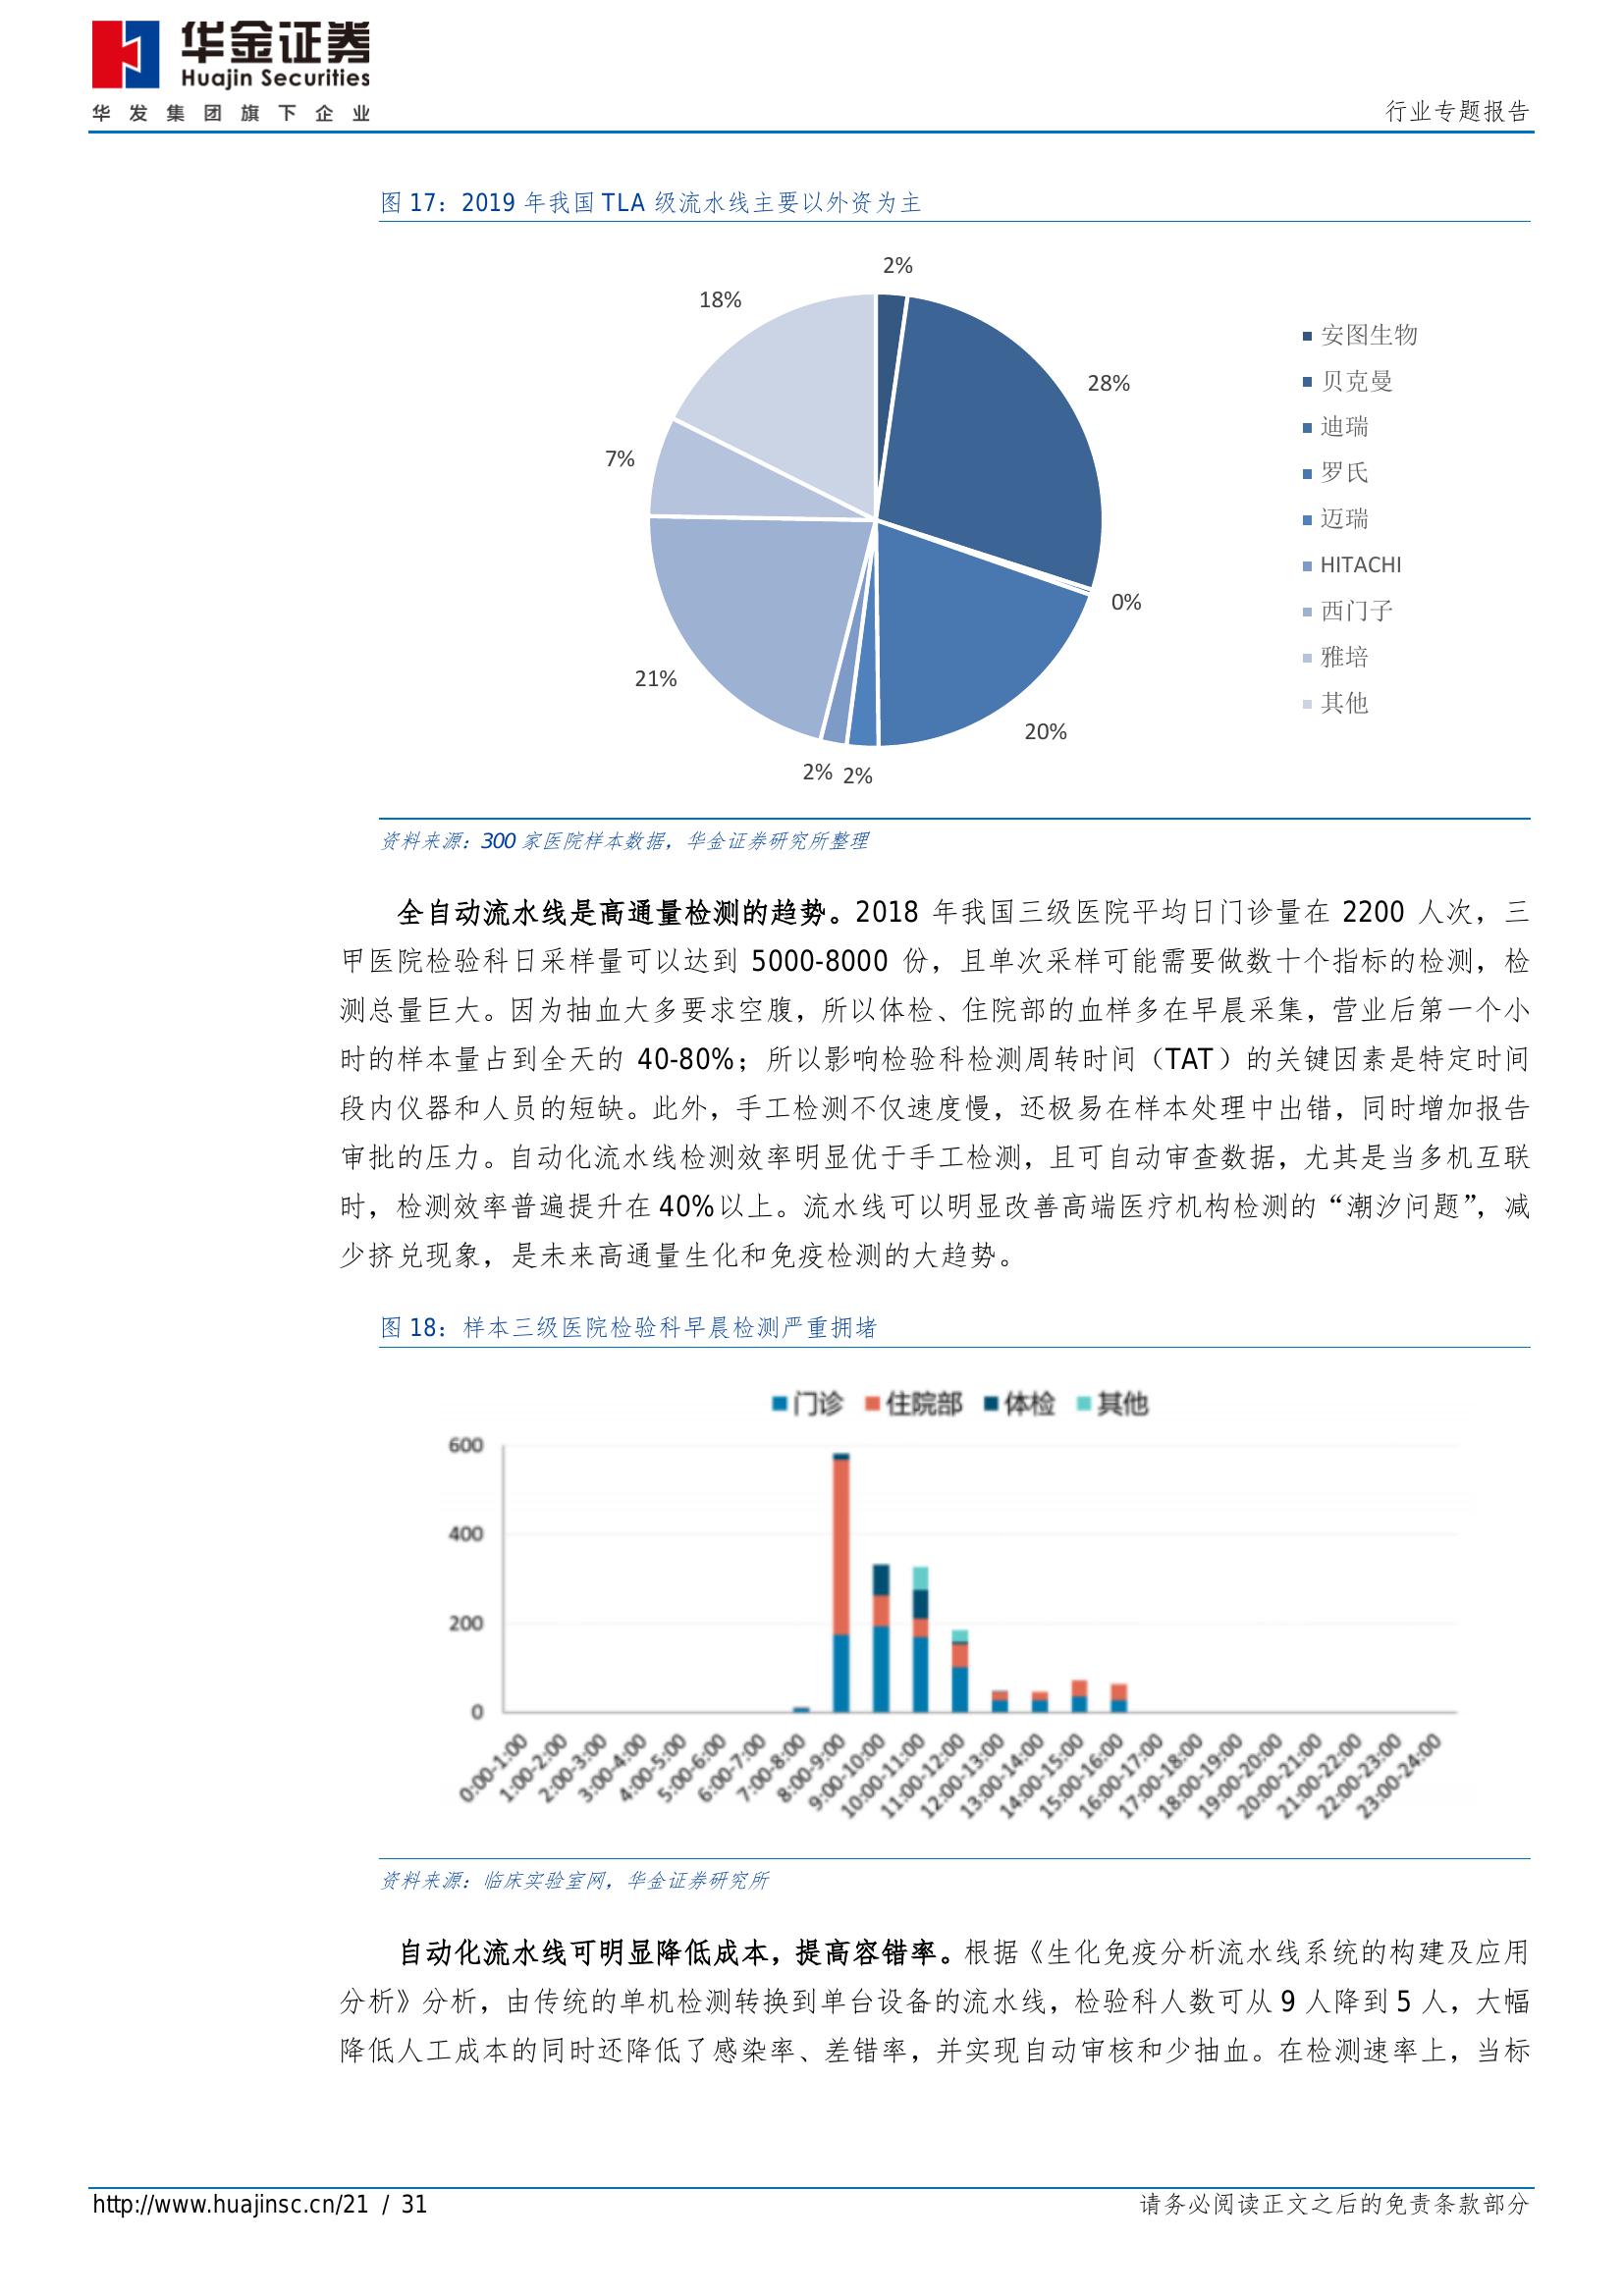 华金证券
Huajin Securities
华发集团旗下企业
行业专题报告
图 17：2019 年我国 TLA 级流水线主要以外资为主
2%
18%
28%
7%
0%
21%
20%
2% 2%
安图生物
贝克曼
迪瑞
罗氏
迈瑞
HITACHI
西门子
雅培
其他
资料来源：300 家医院样本数据，华金证券研究所整理
全自动流水线是高通量检测的趋势。2018 年我国三级医院平均日门诊量在 2200 人次，三
甲医院检验科日采样量可以达到 5000-8000 份，且单次采样可能需要做数十个指标的检测，检
测总量巨大。因为抽血大多要求空腹，所以体检、住院部的血样多在早晨采集，营业后第一个小
时的样本量占到全天的 40-80%；所以影响检验科检测周转时间（TAT）的关键因素是特定时间
段内仪器和人员的短缺。此外，手工检测不仅速度慢，还极易在样本处理中出错，同时增加报告
审批的压力。自动化流水线检测效率明显优于手工检测，且可自动审查数据，尤其是当多机互联
时，检测效率普遍提升在 40%以上。流水线可以明显改善高端医疗机构检测的“潮汐问题”，减
少挤兑现象，是未来高通量生化和免疫检测的大趋势。
图 18：样本三级医院检验科早晨检测严重拥堵
门诊 住院部 体检 其他
600
400
200
0
0:00-1:00
1:00-2:00
2:00-3:00
3:00-4:00
4:00-5:00
5:00-6:00
6:00-7:00
7:00-8:00
8:00-9:00
9:00-10:00
10:00-11:00
11:00-12:00
12:00-13:00
13:00-14:00
14:00-15:00
15:00-16:00
16:00-17:00
17:00-18:00
18:00-19:00
19:00-20:00
20:00-21:00
21:00-22:00
22:00-23:00
23:00-24:00
资料来源：临床实验室网，华金证券研究所
自动化流水线可明显降低成本，提高容错率。根据《生化免疫分析流水线系统的构建及应用
分析》分析，由传统的单机检测转换到单台设备的流水线，检验科人数可从 9 人降到 5 人，大幅
降低人工成本的同时还降低了感染率、差错率，并实现自动审核和少抽血。在检测速率上，当标
http://www.huajinsc.cn/21 / 31
请务必阅读正文之后的免责条款部分